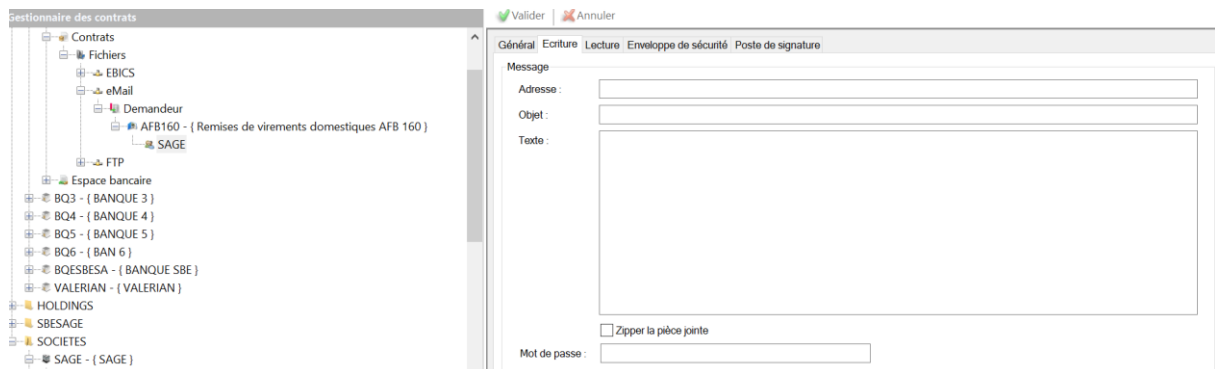 Gestionnaire des contrats
Contrats
Fichiers
EBICS
eMail
Demandeur
AFB160 - { Remises de virements domestiques AFB 160 }
SAGE
FTP
Espace bancaire
BQ3 - { BANQUE 3 }
BQ4 - { BANQUE 4 }
BQ5 - { BANQUE 5 }
BQ6 - { BAN 6 }
BQESBESA - { BANQUE SBE }
VALERIAN - { VALERIAN }
HOLDINGS
SBESAGE
SOCIETES
SAGE - { SAGE }
Valider Annuler
Général Ecriture Lecture Enveloppe de sécurité Poste de signature
Message
Adresse :
Objet :
Texte :
Zipper la pièce jointe
Mot de passe :